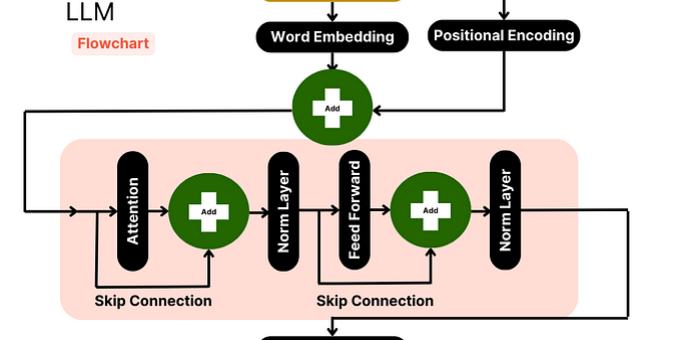 LLM
Flowchart
Word Embedding
Positional Encoding
Add
Attention
Add
Norm Layer
Feed Forward
Add
Norm Layer
Skip Connection
Skip Connection